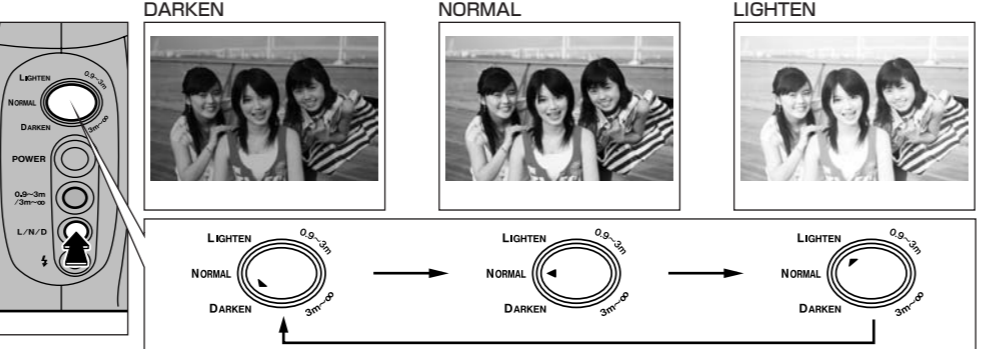 DARKEN
NORMAL
LIGHTEN
LIGHTEN
0.9~3m
NORMAL
DARKEN
3m~∞
POWER
0.9~3m
/3m~∞
L/N/D
LIGHTEN
0.9~3m
NORMAL
DARKEN
3m~∞
LIGHTEN
0.9~3m
NORMAL
DARKEN
3m~∞
LIGHTEN
0.9~3m
NORMAL
DARKEN
3m~∞